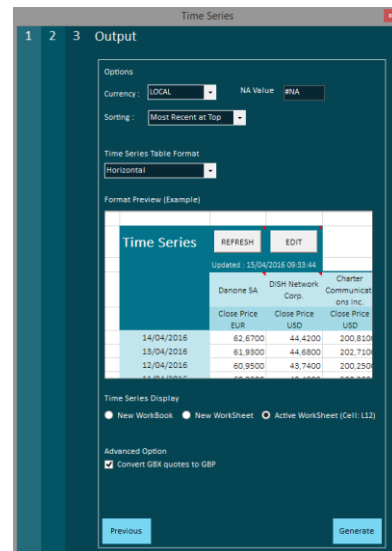 Time Series
x
1 2 3 Output
Options
Currency : LOCAL NA Value #NA
Sorting : Most Recent at Top
Time Series Table Format
Horizontal
Format Preview (Example)
Time Series REFRESH EDIT
Updated : 15/04/2016 09:33:44
Danone SA DISH Network Corp. Charter Communicat ons Inc.
Close Price Close Price Close Price
EUR USD USD
14/04/2016 62,6700 44,4200 200,810
13/04/2016 61,9300 44,6800 202,710
12/04/2016 60,9500 43,7400 200,250
Time Series Display
New WorkBook New WorkSheet Active WorkSheet (Cell: L12)
Advanced Option
Convert GBX quotes to GBP
Previous Generate